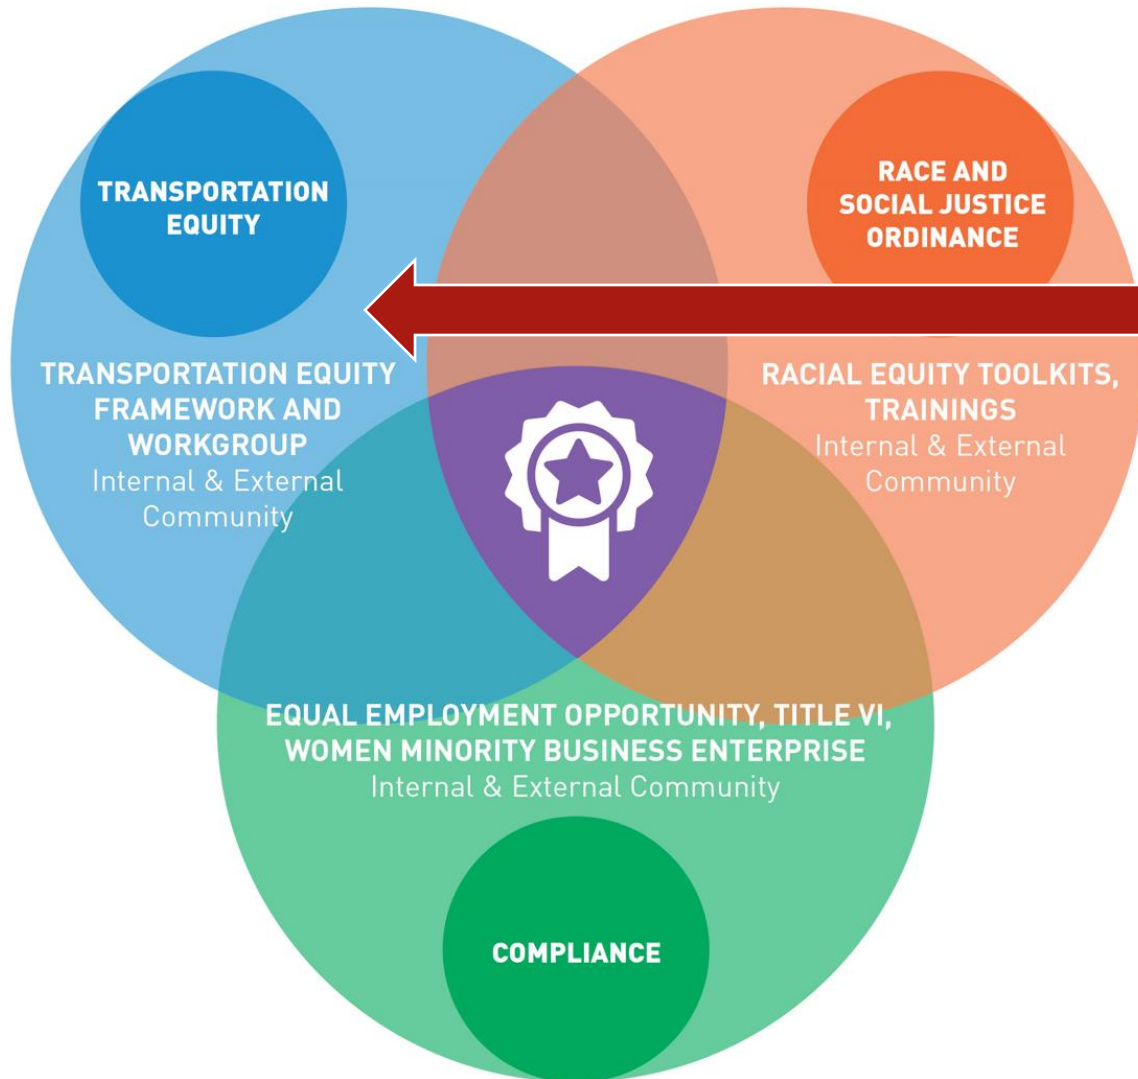 TRANSPORTATION
EQUITY
RACE AND
SOCIAL JUSTICE
ORDINANCE
TRANSPORTATION EQUITY
FRAMEWORK AND
WORKGROUP
Internal & External
Community
RACIAL EQUITY TOOLKITS,
TRAININGS
Internal & External
Community
EQUAL EMPLOYMENT OPPORTUNITY, TITLE VI,
WOMEN MINORITY BUSINESS ENTERPRISE
Internal & External Community
COMPLIANCE